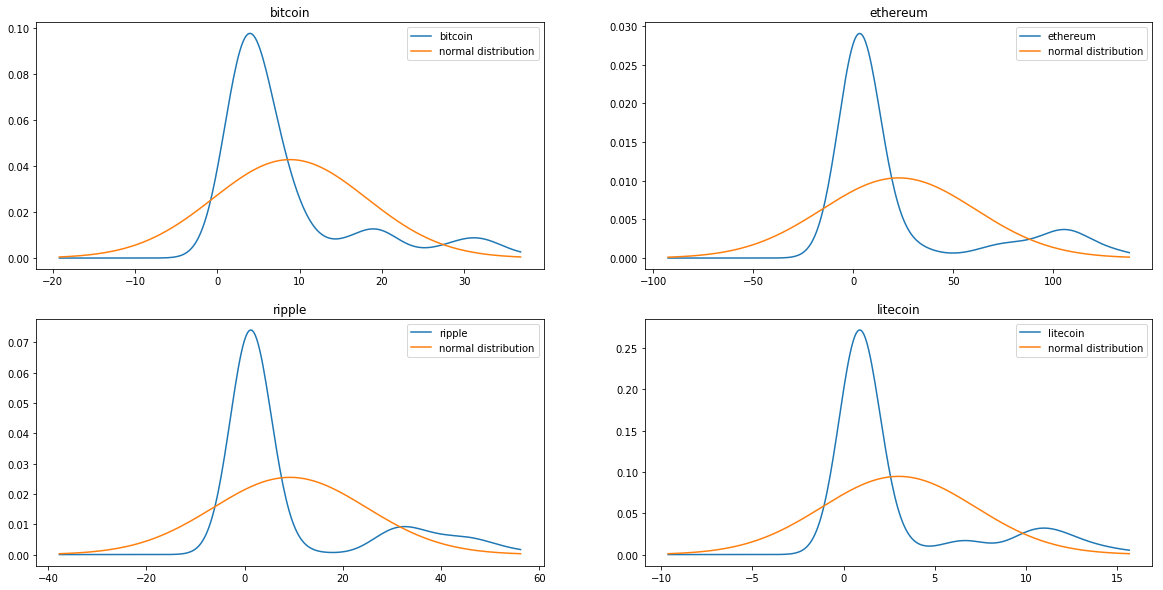 bitcoin
0.10
0.08
0.06
0.04
0.02
0.00
−20 −10 0 10 20 30
bitcoin
normal distribution
ethereum
0.030
0.025
0.020
0.015
0.010
0.005
0.000
−100 −50 0 50 100
ethereum
normal distribution
ripple
0.07
0.06
0.05
0.04
0.03
0.02
0.01
0.00
−40 −20 0 20 40 60
ripple
normal distribution
litecoin
0.25
0.20
0.15
0.10
0.05
0.00
−10 −5 0 5 10 15
litecoin
normal distribution